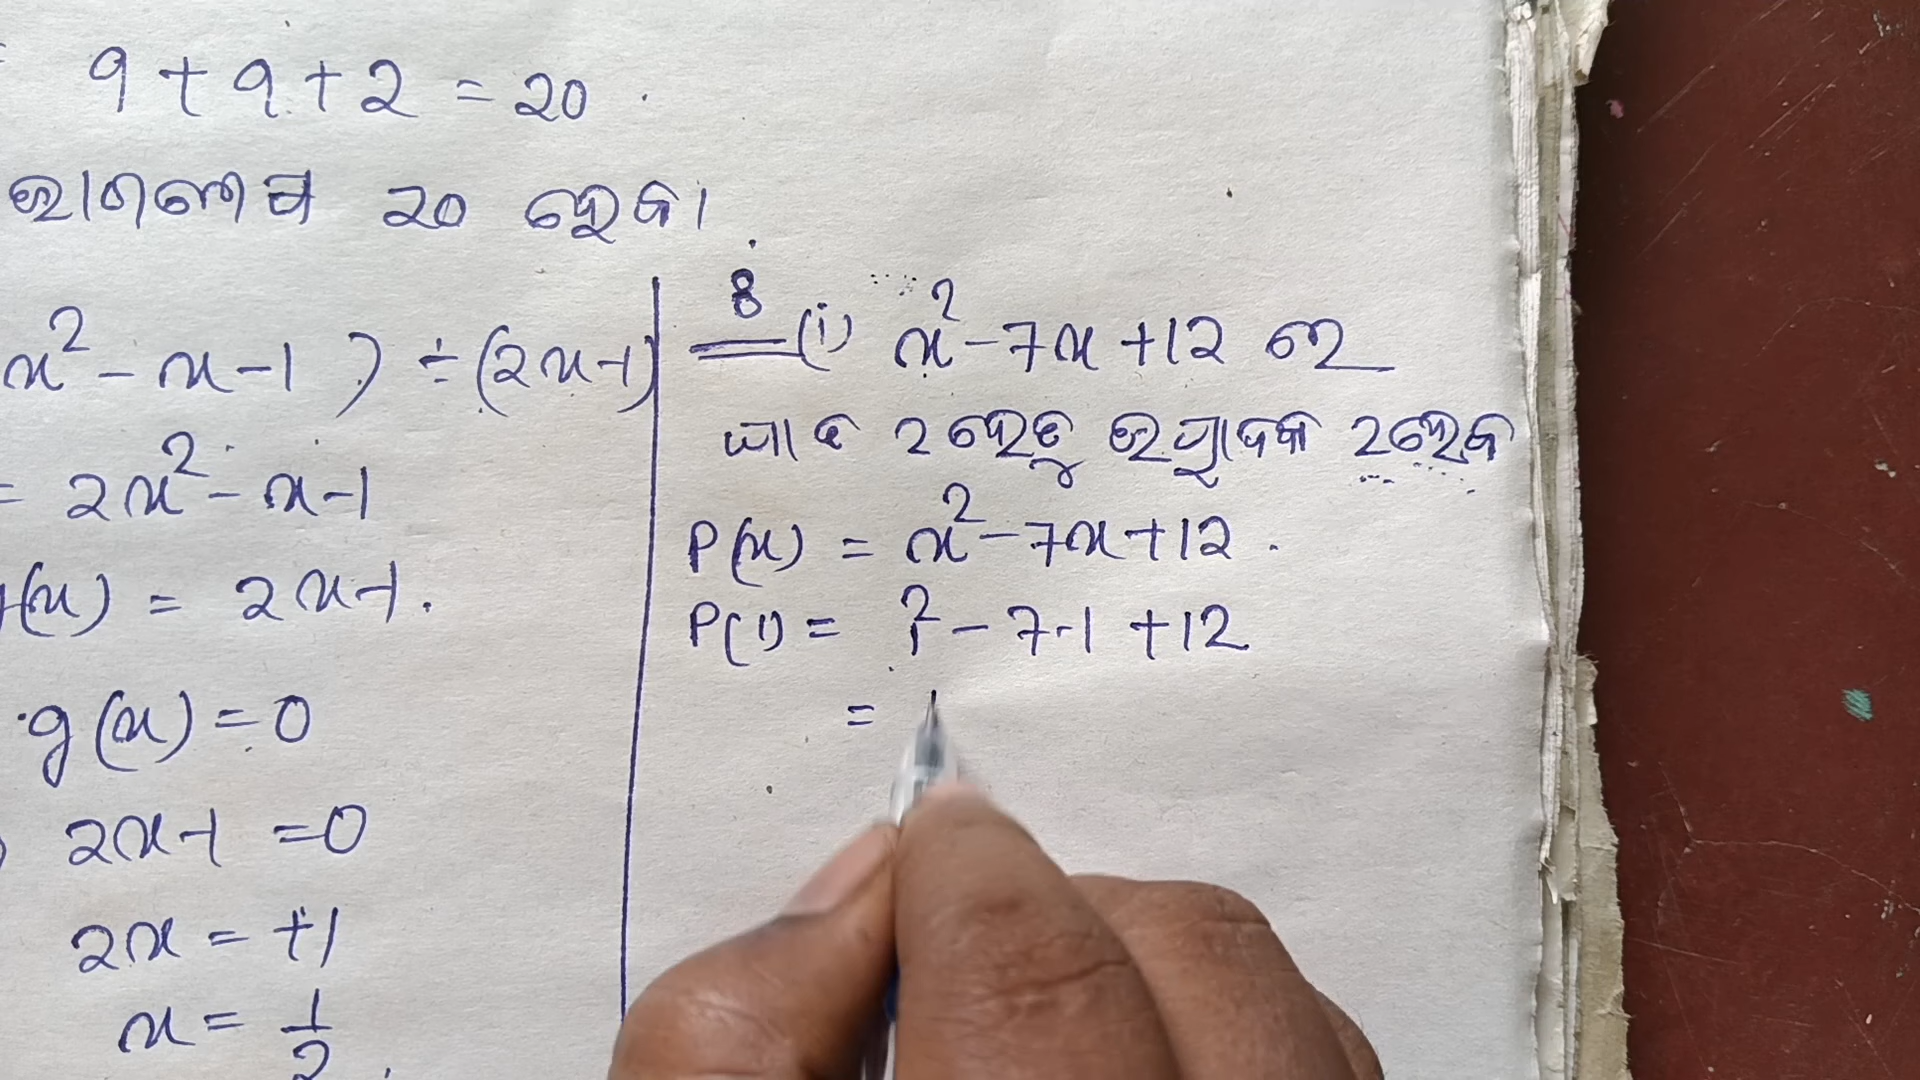 9 + 9 + 2 = 20
ଭାଗଶେଷ 20 ହେବ।
x² - x - 1 ) ÷ (2x-1)
= 2x² - x - 1
(x) = 2x-1.
g(x) = 0
2x-1 = 0
2x = +1
x = 1/2
8 (i) x² - 7x + 12 ରେ
ଘାତ 2 ହେତୁ ଉତ୍ପାଦକ 2 ହେବ
P(x) = x² - 7x + 12.
P(1) = 1² - 7·1 + 12
=